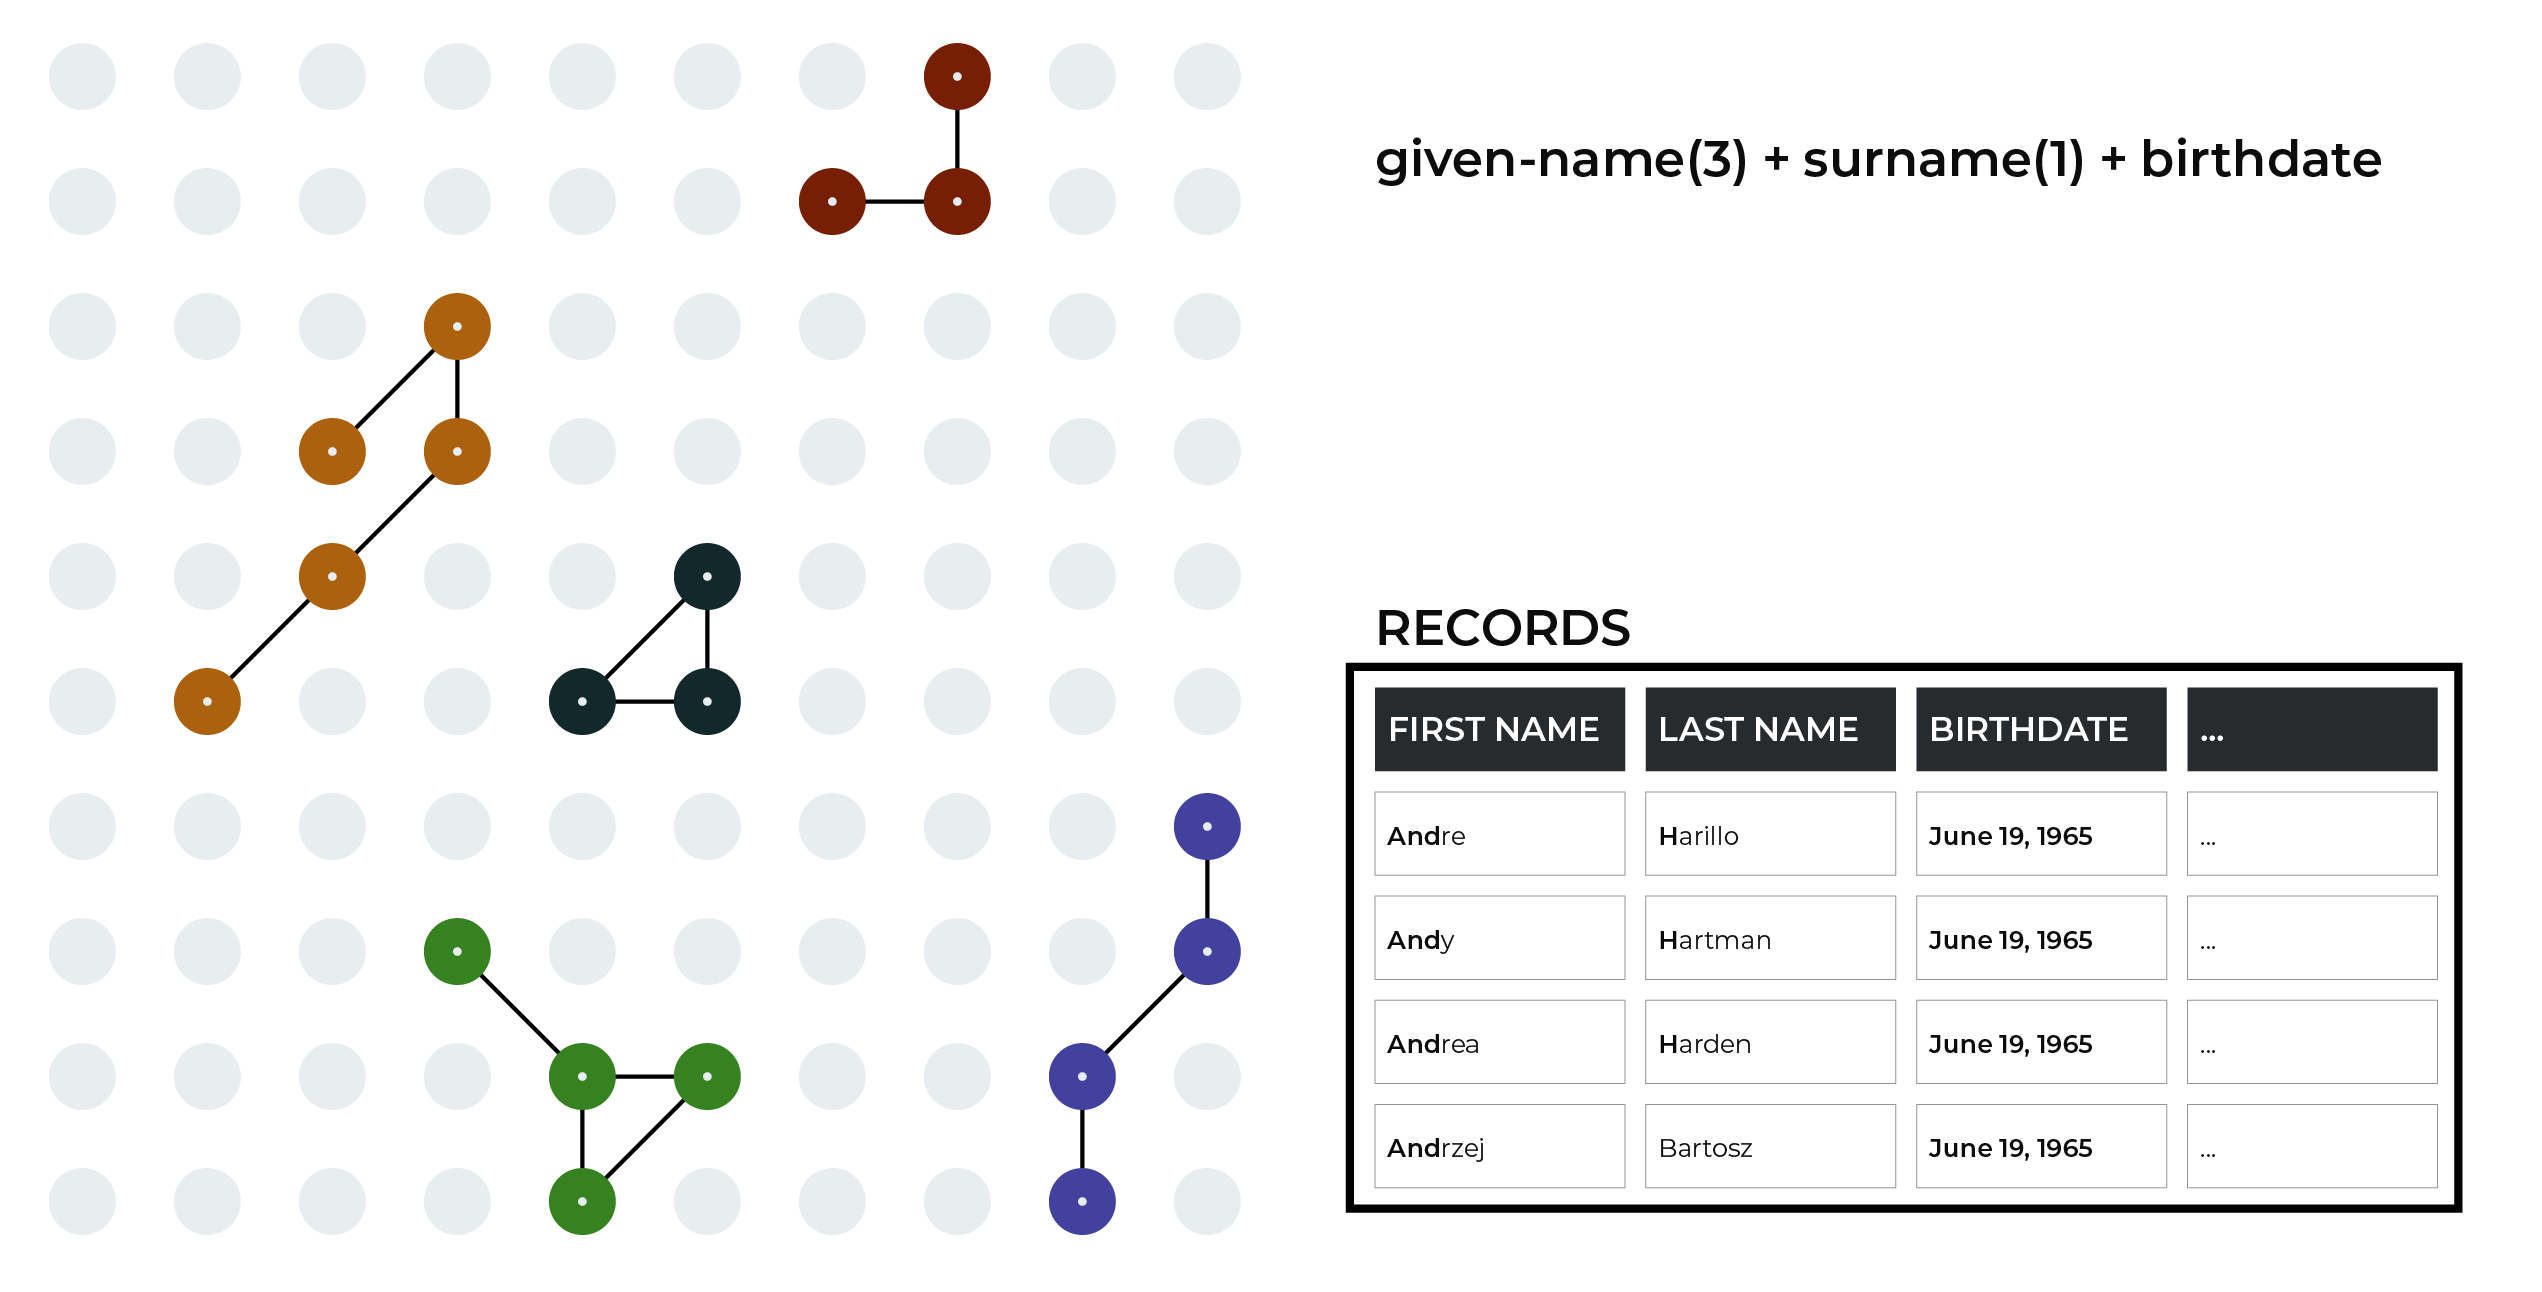 given-name(3) + surname(1) + birthdate
RECORDS
FIRST NAME LAST NAME BIRTHDATE ...
Andre Harillo June 19, 1965 ...
Andy Hartman June 19, 1965 ...
Andrea Harden June 19, 1965 ...
Andrzej Bartosz June 19, 1965 ...